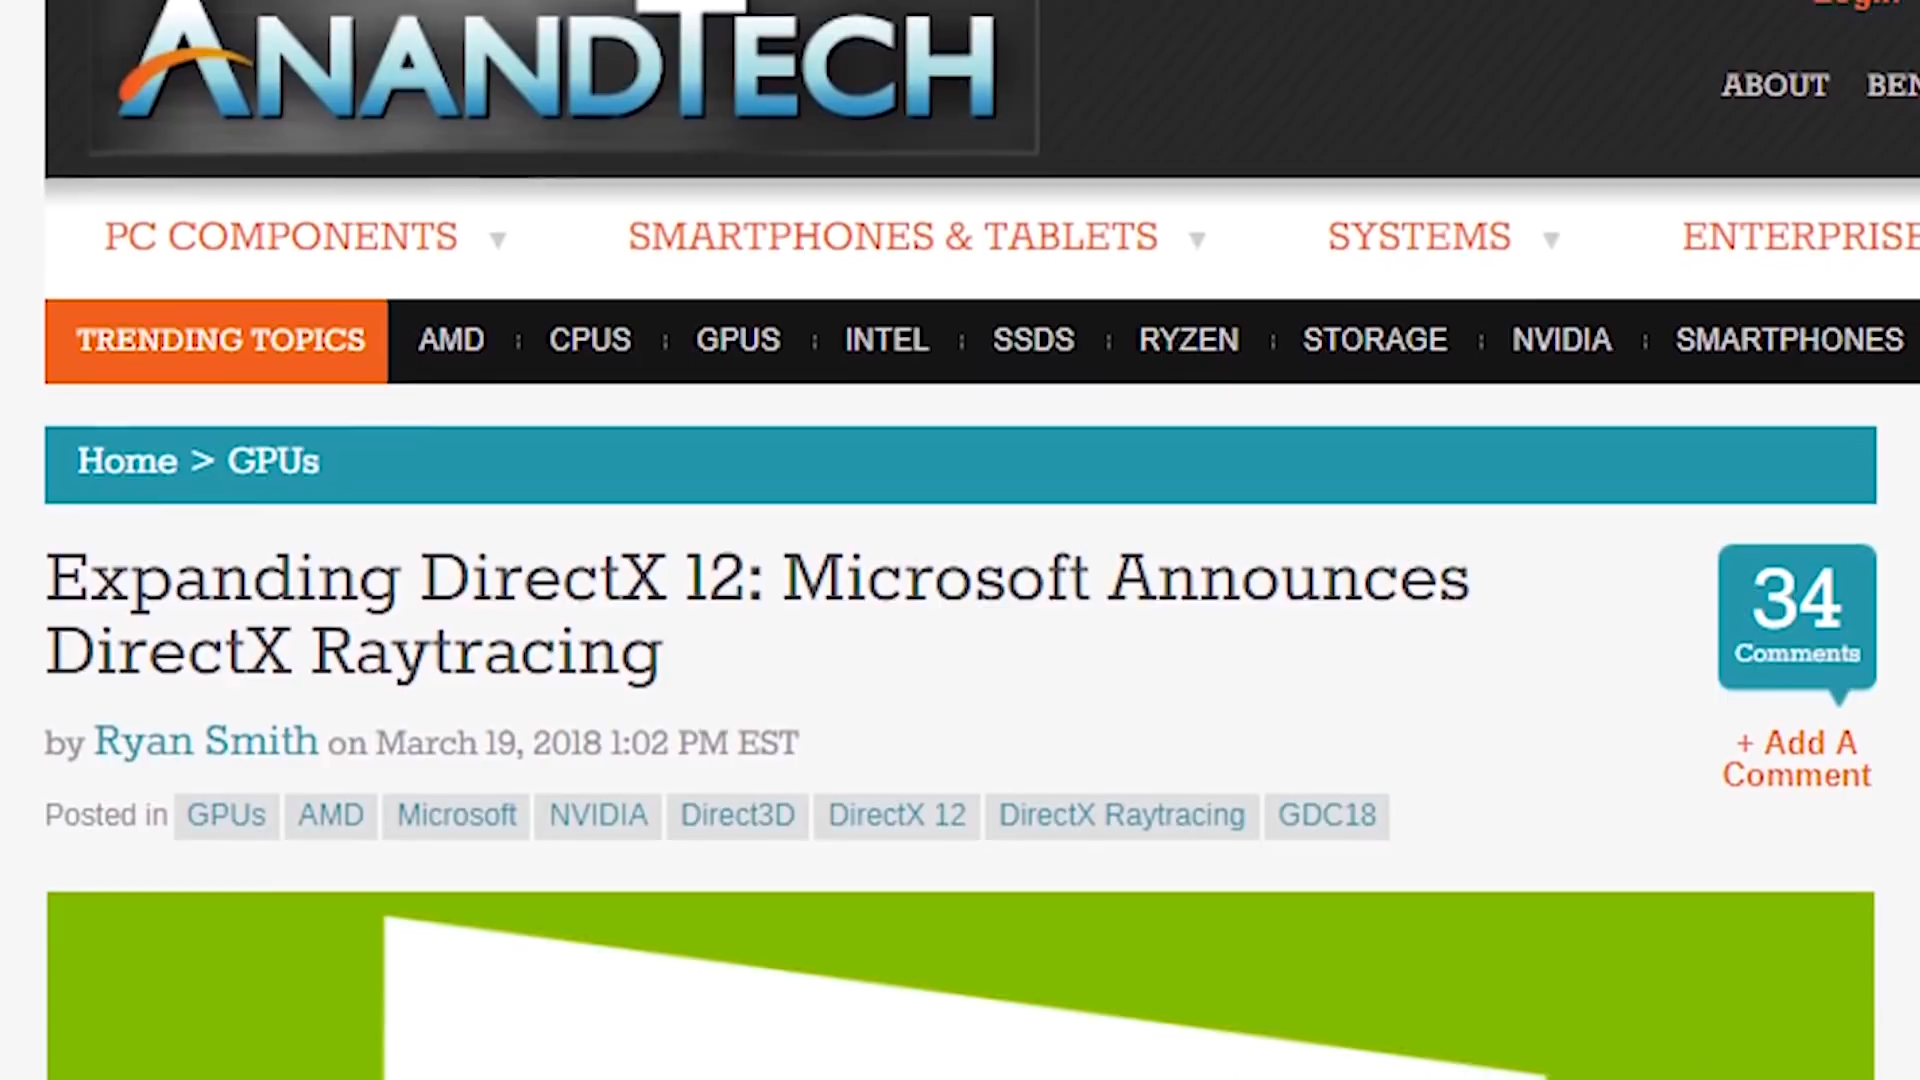 Login
ANANDTECH
ABOUT
PC COMPONENTS SMARTPHONES & TABLETS SYSTEMS ENTERPRISE
TRENDING TOPICS AMD CPUS GPUS INTEL SSDS RYZEN STORAGE NVIDIA SMARTPHONES
Home > GPUs
Expanding DirectX 12: Microsoft Announces
DirectX Raytracing
34
Comments
by Ryan Smith on March 19, 2018 1:02 PM EST
+ Add A
Comment
Posted in GPUs AMD Microsoft NVIDIA Direct3D DirectX 12 DirectX Raytracing GDC18